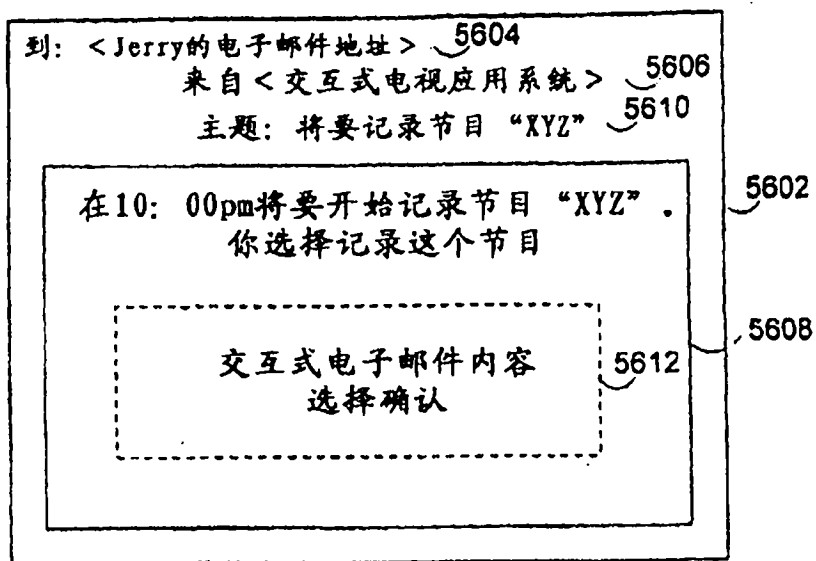 到: <Jerry的电子邮件地址> 5604
来自<交互式电视应用系统> 5606
主题: 将要记录节目 “XYZ” 5610
5602
在10: 00pm将要开始记录节目 “XYZ”.
你选择记录这个节目
5608
交互式电子邮件内容 5612
选择确认